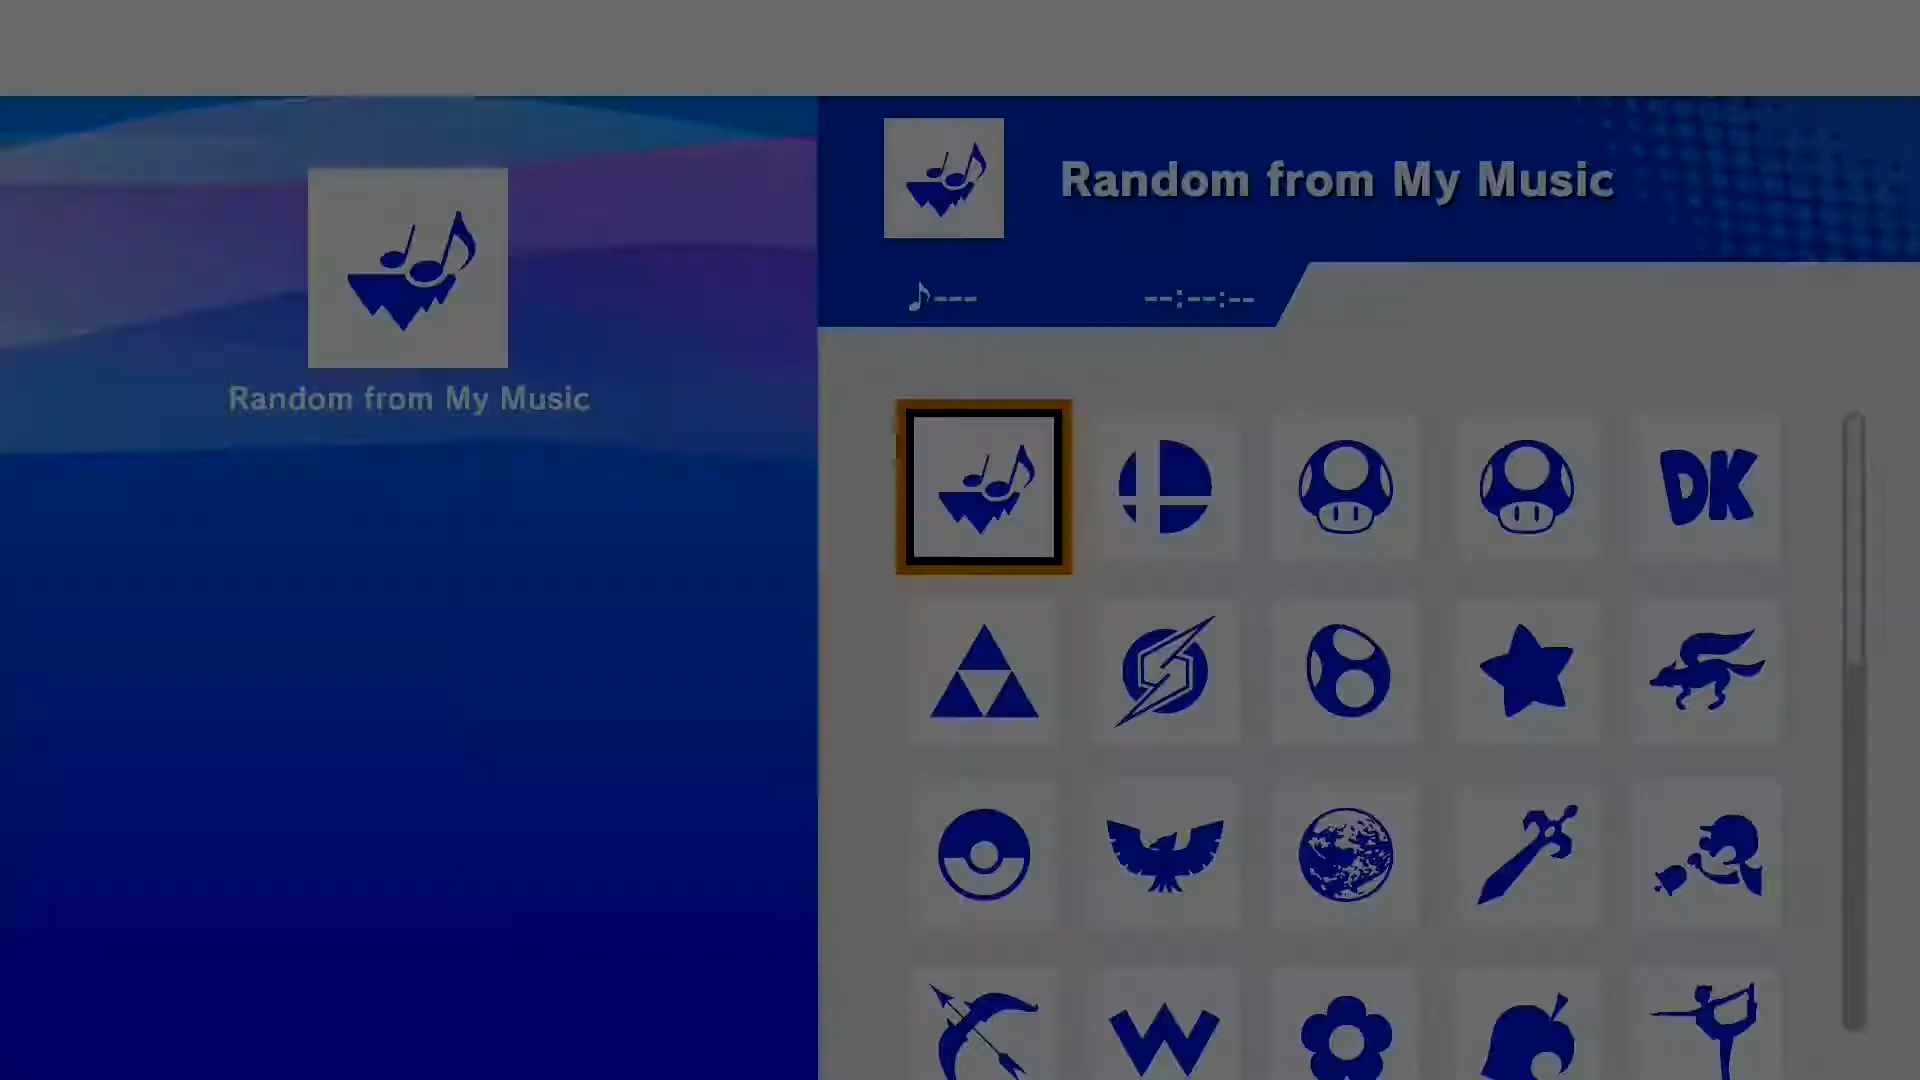 Random from My Music
♪---   --:--:--
Random from My Music
DK
W